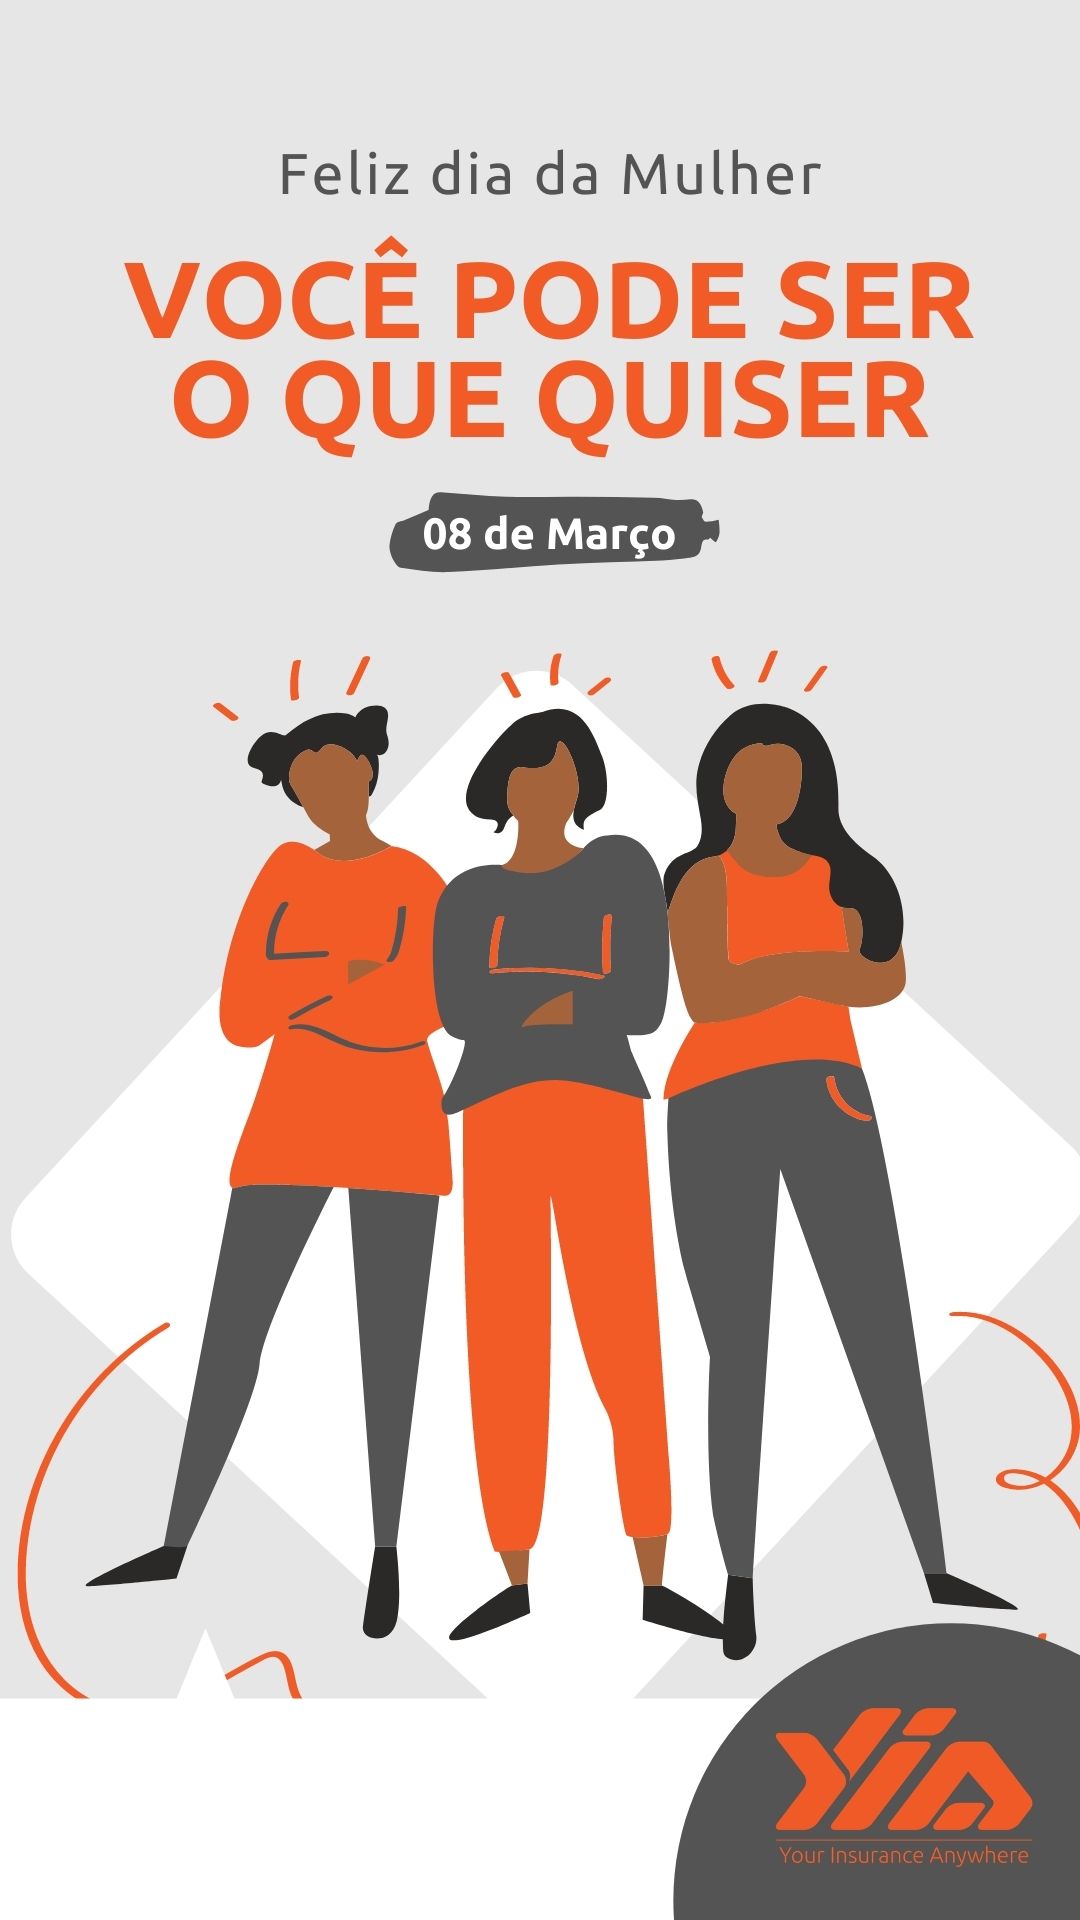 Feliz dia da Mulher
VOCÊ PODE SER
O QUE QUISER
08 de Março
YIA
Your Insurance Anywhere